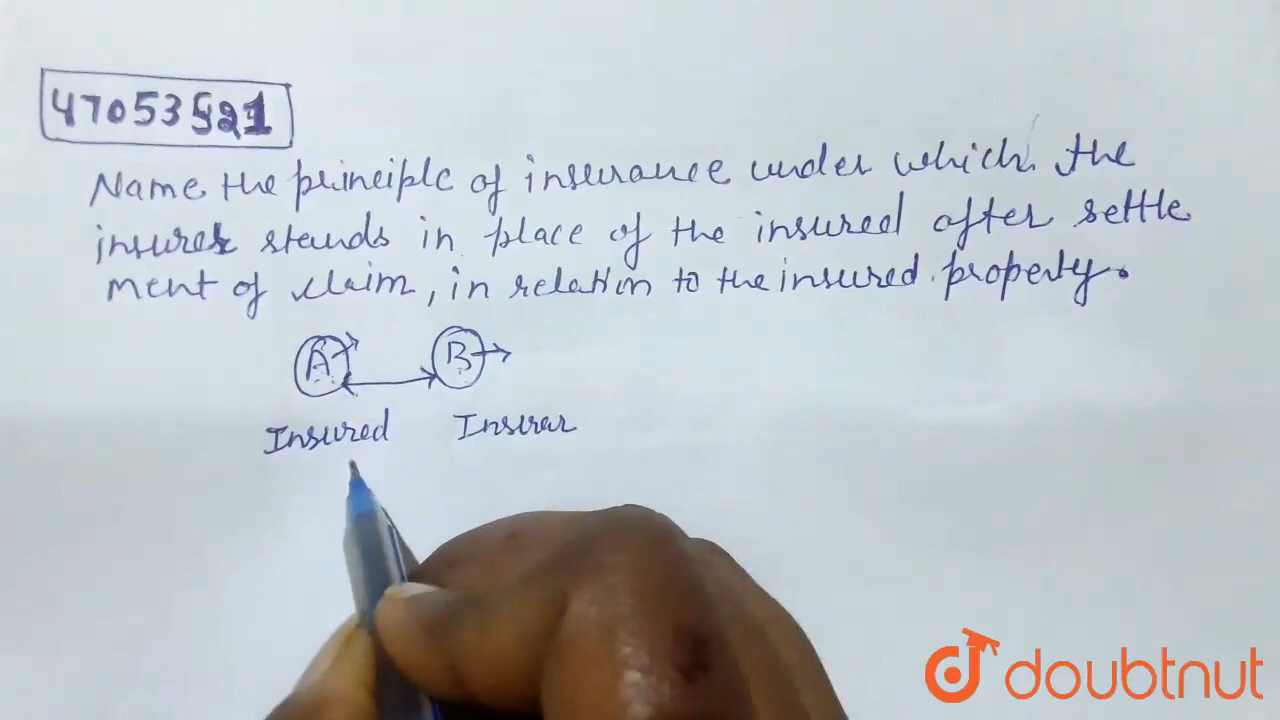 47053521
Name the principle of insurance under which the
insurer stands in place of the insured after settle
ment of claim, in relation to the insured property.
A B
Insured Insurar
doubtnut